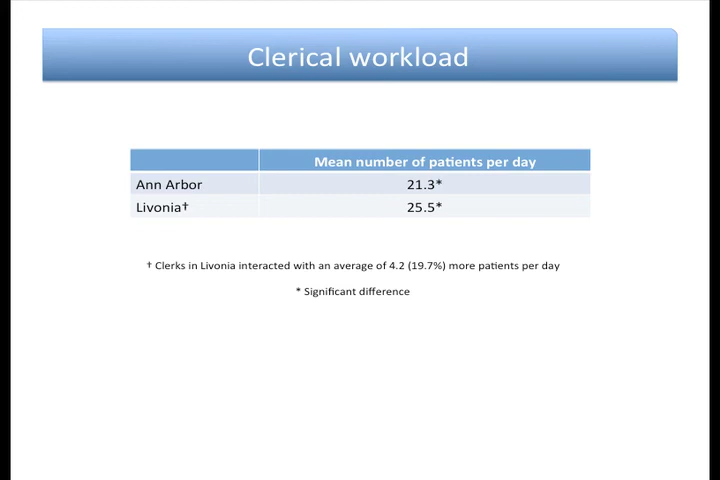 Clerical workload
Mean number of patients per day
Ann Arbor 21.3*
Livonia† 25.5*
† Clerks in Livonia interacted with an average of 4.2 (19.7%) more patients per day
* Significant difference